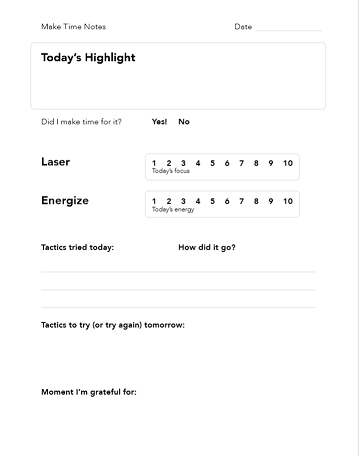 Make Time Notes Date
Today's Highlight
Did I make time for it? Yes! No
Laser 1 2 3 4 5 6 7 8 9 10
Today's focus
Energize 1 2 3 4 5 6 7 8 9 10
Today's energy
Tactics tried today: How did it go?
Tactics to try (or try again) tomorrow:
Moment I'm grateful for: